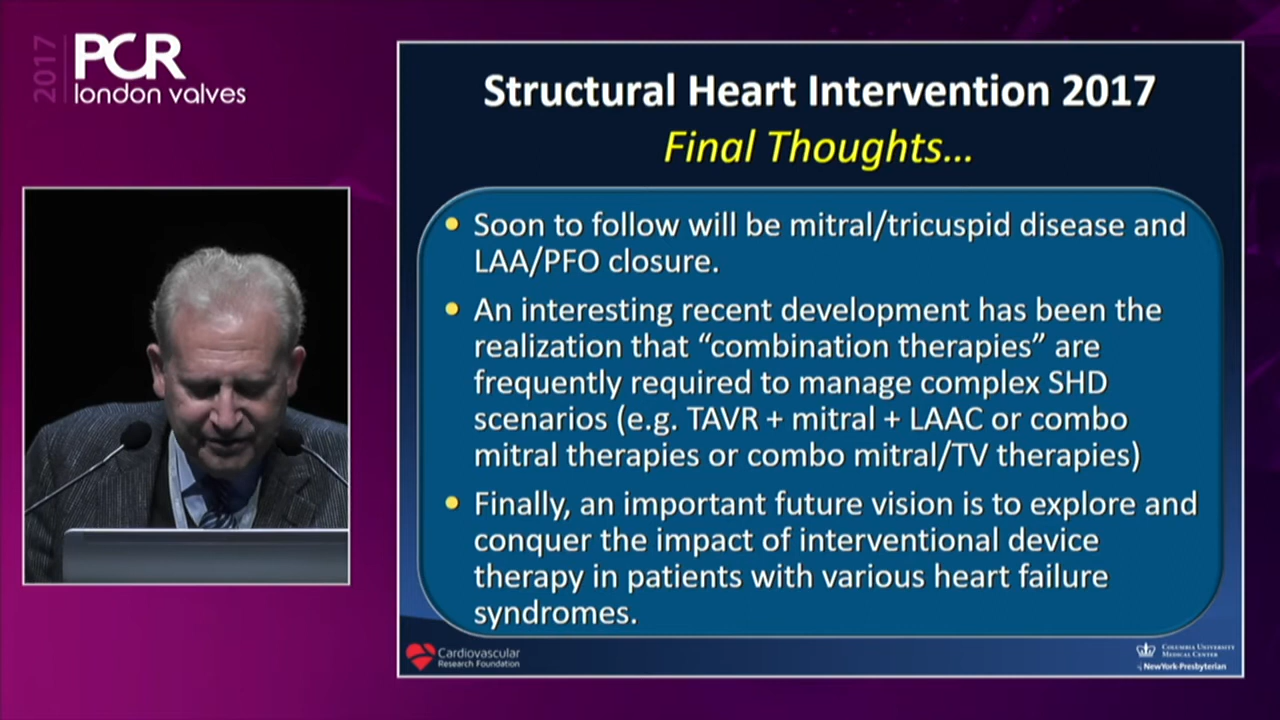 2017
PCR
london valves
Structural Heart Intervention 2017
Final Thoughts...
• Soon to follow will be mitral/tricuspid disease and
LAA/PFO closure.
• An interesting recent development has been the
realization that “combination therapies” are
frequently required to manage complex SHD
scenarios (e.g. TAVR + mitral + LAAC or combo
mitral therapies or combo mitral/TV therapies)
• Finally, an important future vision is to explore and
conquer the impact of interventional device
therapy in patients with various heart failure
syndromes.
Cardiovascular
Research Foundation
Columbia University
Medical Center
NewYork-Presbyterian